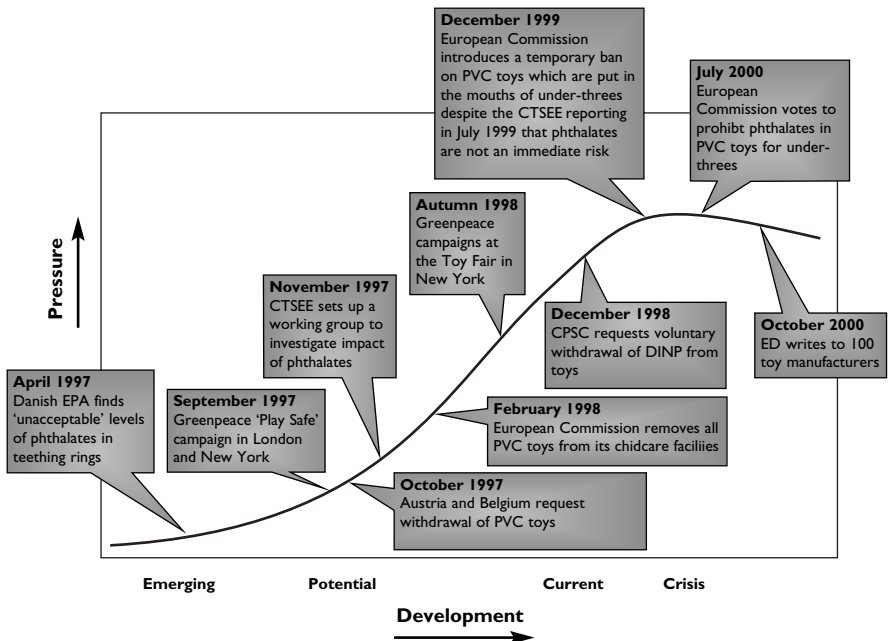 December 1999
European Commission
introduces a temporary ban
on PVC toys which are put in
the mouths of under-threes
despite the CTSEE reporting
in July 1999 that phthalates
are not an immediate risk
July 2000
European
Commission votes to
prohibt phthalates in
PVC toys for under-
threes
Autumn 1998
Greenpeace
campaigns at
the Toy Fair in
New York
Pressure
November 1997
CTSEE sets up a
working group to
investigate impact
of phthalates
December 1998
CPSC requests voluntary
withdrawal of DINP from
toys
October 2000
ED writes to 100
toy manufacturers
April 1997
Danish EPA finds
‘unacceptable’ levels
of phthalates in
teething rings
September 1997
Greenpeace ‘Play Safe’
campaign in London
and New York
February 1998
European Commission removes all
PVC toys from its chidcare faciliies
October 1997
Austria and Belgium request
withdrawal of PVC toys
Emerging Potential Current Crisis
Development